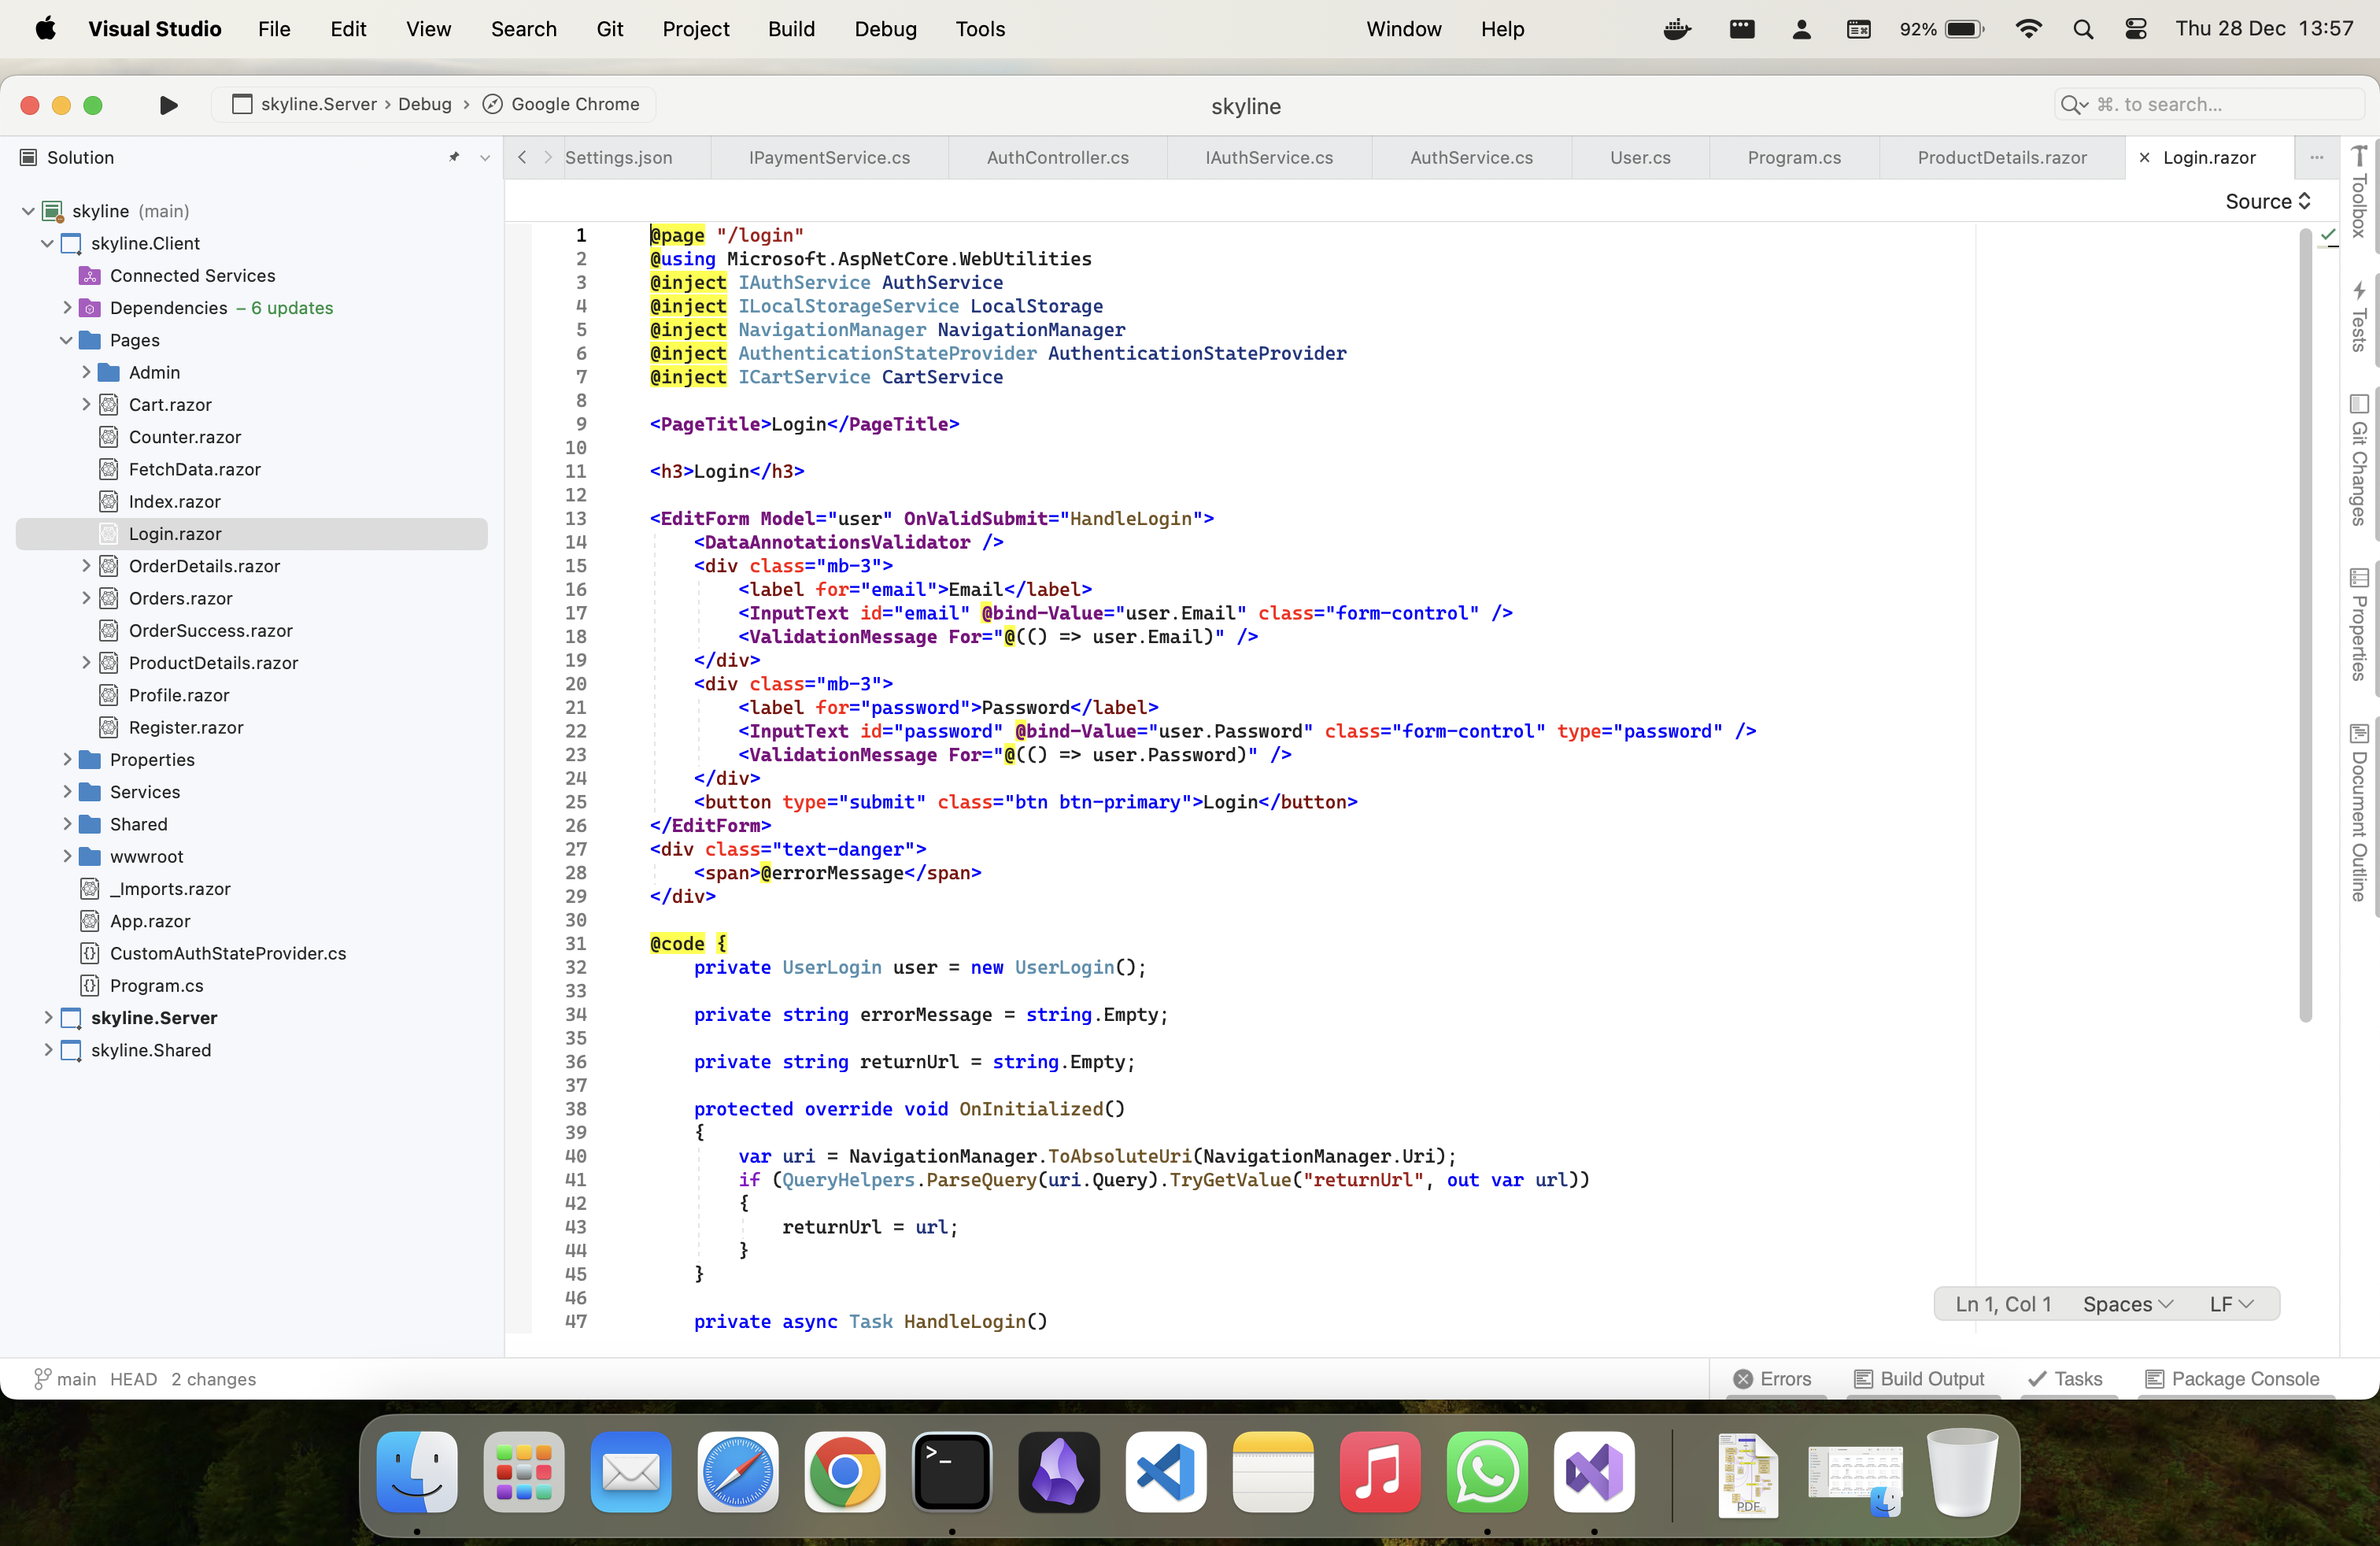 Visual Studio File Edit View Search Git Project Build Debug Tools Window Help 92% Thu 28 Dec 13:57
skyline.Server › Debug › Google Chrome
skyline
⌘. to search...
Solution
Settings.json IPaymentService.cs AuthController.cs IAuthService.cs AuthService.cs User.cs Program.cs ProductDetails.razor × Login.razor ...
Source
skyline (main)
skyline.Client
Connected Services
Dependencies – 6 updates
Pages
Admin
Cart.razor
Counter.razor
FetchData.razor
Index.razor
Login.razor
OrderDetails.razor
Orders.razor
OrderSuccess.razor
ProductDetails.razor
Profile.razor
Register.razor
Properties
Services
Shared
wwwroot
_Imports.razor
App.razor
CustomAuthStateProvider.cs
Program.cs
skyline.Server
skyline.Shared
1 @page "/login"
2 @using Microsoft.AspNetCore.WebUtilities
3 @inject IAuthService AuthService
4 @inject ILocalStorageService LocalStorage
5 @inject NavigationManager NavigationManager
6 @inject AuthenticationStateProvider AuthenticationStateProvider
7 @inject ICartService CartService
8
9 <PageTitle>Login</PageTitle>
10
11 <h3>Login</h3>
12
13 <EditForm Model="user" OnValidSubmit="HandleLogin">
14 <DataAnnotationsValidator />
15 <div class="mb-3">
16 <label for="email">Email</label>
17 <InputText id="email" @bind-Value="user.Email" class="form-control" />
18 <ValidationMessage For="@(() => user.Email)" />
19 </div>
20 <div class="mb-3">
21 <label for="password">Password</label>
22 <InputText id="password" @bind-Value="user.Password" class="form-control" type="password" />
23 <ValidationMessage For="@(() => user.Password)" />
24 </div>
25 <button type="submit" class="btn btn-primary">Login</button>
26 </EditForm>
27 <div class="text-danger">
28 <span>@errorMessage</span>
29 </div>
30
31 @code {
32 private UserLogin user = new UserLogin();
33
34 private string errorMessage = string.Empty;
35
36 private string returnUrl = string.Empty;
37
38 protected override void OnInitialized()
39 {
40 var uri = NavigationManager.ToAbsoluteUri(NavigationManager.Uri);
41 if (QueryHelpers.ParseQuery(uri.Query).TryGetValue("returnUrl", out var url))
42 {
43 returnUrl = url;
44 }
45 }
46
47 private async Task HandleLogin()
Toolbox
Tests
Git Changes
Properties
Document Outline
Ln 1, Col 1 Spaces LF
main HEAD 2 changes
Errors Build Output Tasks Package Console
>_
PDF